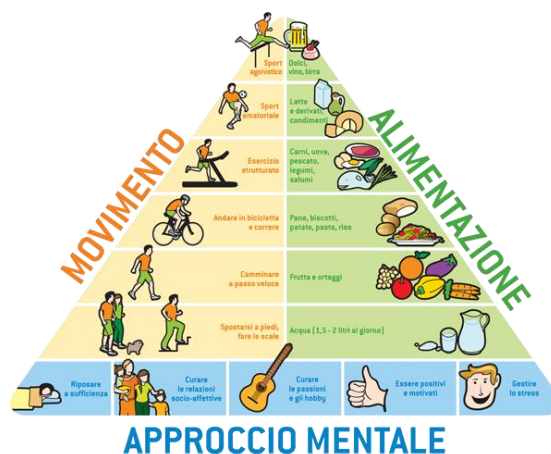 Sport
agonistico
Dolci,
vino, birra
Sport
amatoriale
Latte
e derivati,
condimenti
MOVIMENTO
ALIMENTAZIONE
Esercizio
strutturato
Carni, uova,
pescato,
legumi,
salumi
Andare in bicicletta
e correre
Pane, biscotti,
patate, pasta, riso
Camminare
a passo veloce
Frutta e ortaggi
Spostarsi a piedi,
fare le scale
Acqua (1,5 - 2 litri al giorno)
Riposare
a sufficienza
Curare
le relazioni
socio-affettive
Curare
le passioni
e gli hobby
Essere positivi
e motivati
Gestire
lo stress
APPROCCIO MENTALE